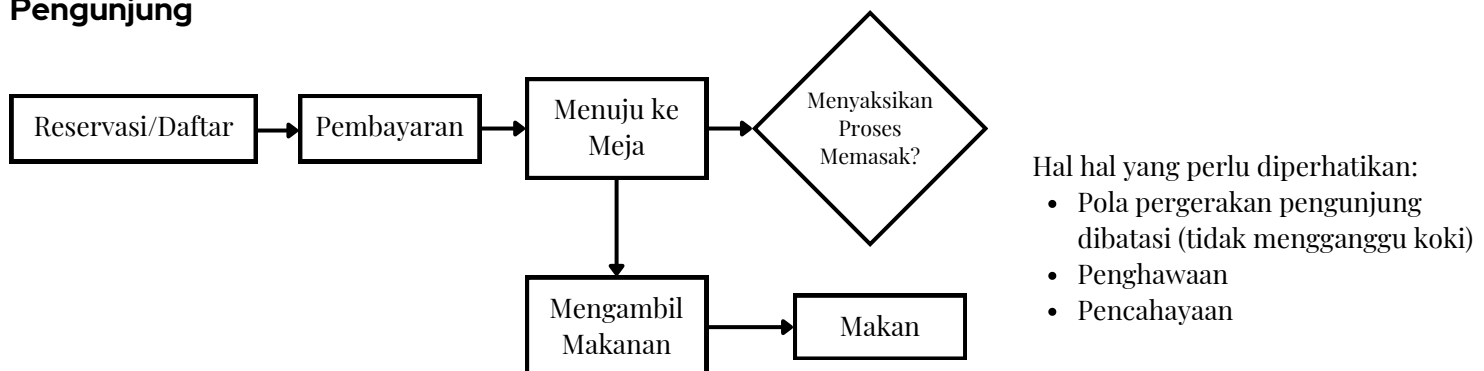 Pengunjung
Reservasi/Daftar
Pembayaran
Menuju ke
Meja
Menyaksikan
Proses
Memasak?
Mengambil
Makanan
Makan
Hal hal yang perlu diperhatikan:
• Pola pergerakan pengunjung
dibatasi (tidak mengganggu koki)
• Penghawaan
• Pencahayaan